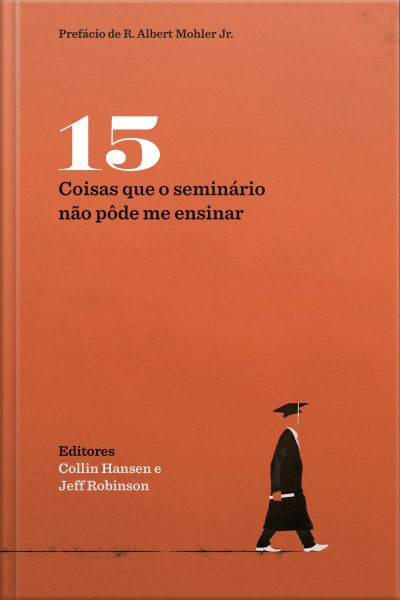 Prefácio de R. Albert Mohler Jr.
15
Coisas que o seminário
não pôde me ensinar
Editores
Collin Hansen e
Jeff Robinson